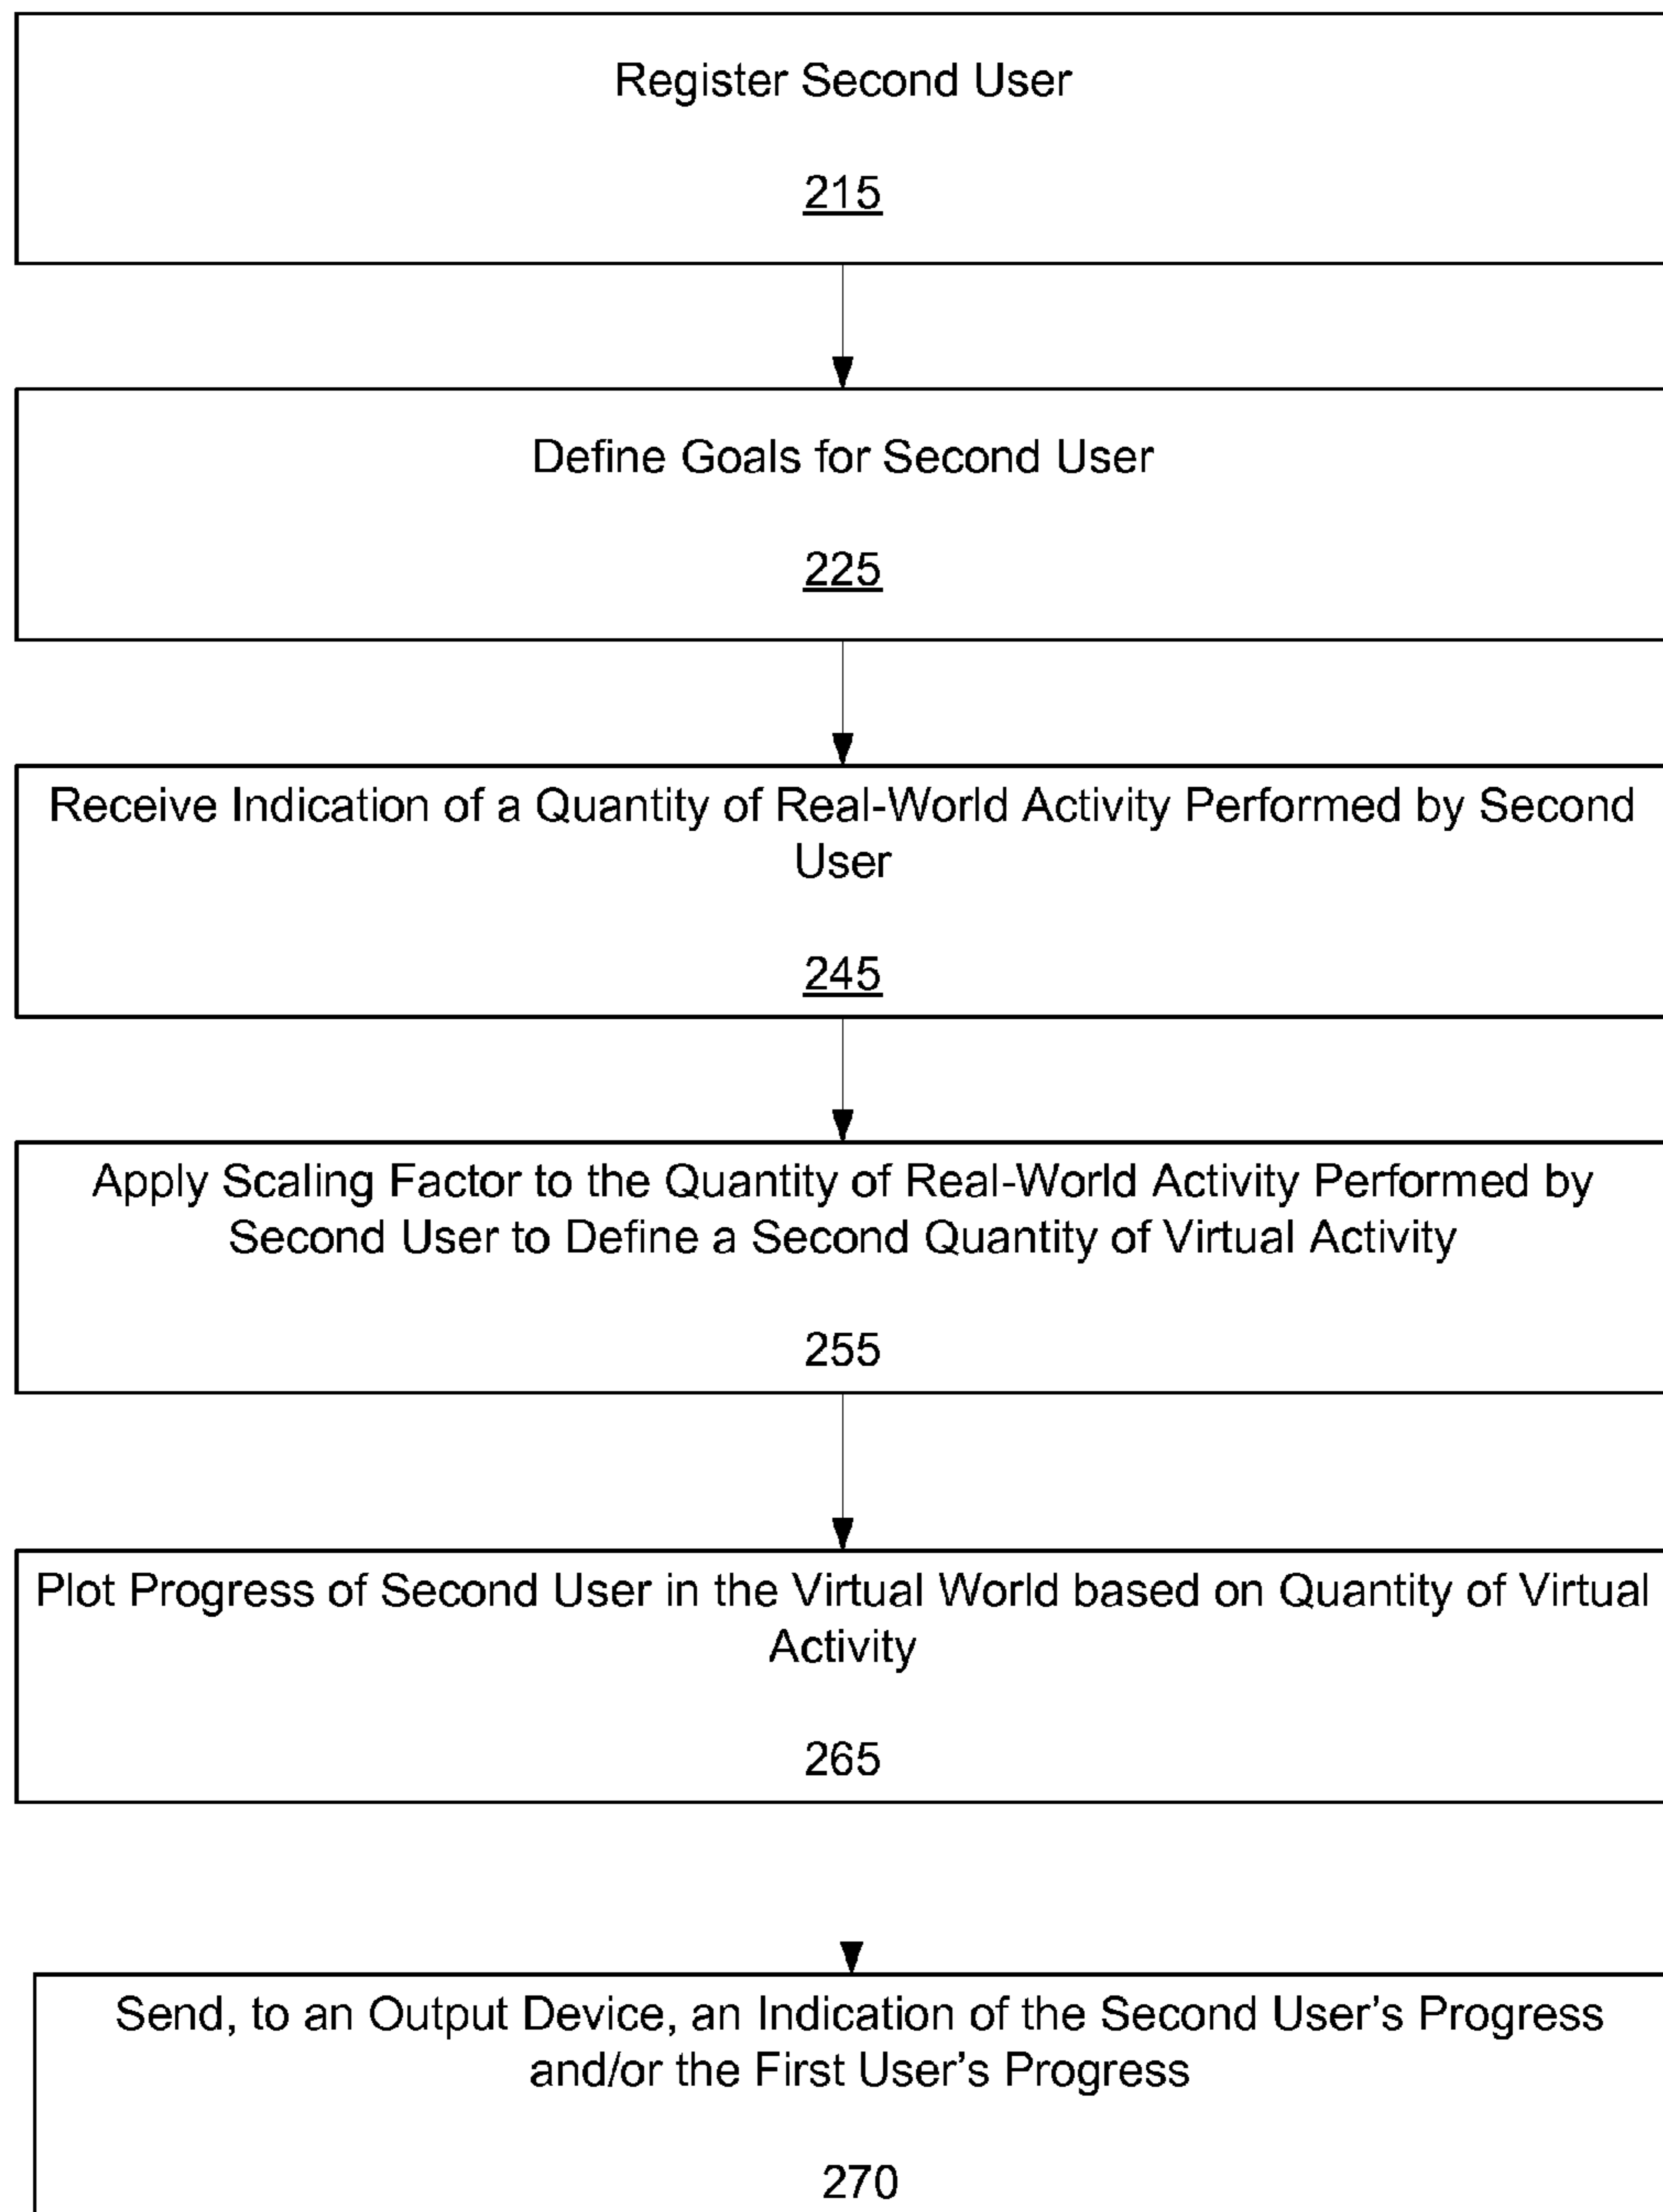 Register Second User
215
Define Goals for Second User
225
Receive Indication of a Quantity of Real-World Activity Performed by Second
User
245
Apply Scaling Factor to the Quantity of Real-World Activity Performed by
Second User to Define a Second Quantity of Virtual Activity
255
Plot Progress of Second User in the Virtual World based on Quantity of Virtual
Activity
265
Send, to an Output Device, an Indication of the Second User’s Progress
and/or the First User’s Progress
270